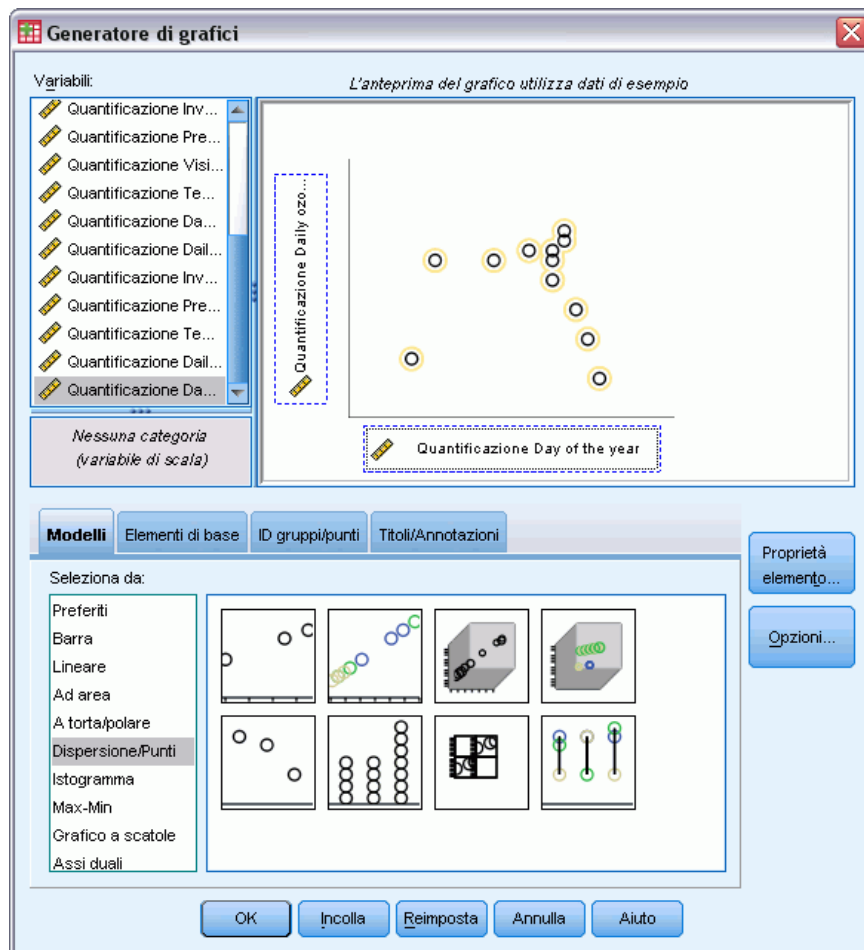 Generatore di grafici
Variabili:
L'anteprima del grafico utilizza dati di esempio
Quantificazione Inv...
Quantificazione Pre...
Quantificazione Visi...
Quantificazione Te...
Quantificazione Da...
Quantificazione Dail...
Quantificazione Inv...
Quantificazione Pre...
Quantificazione Te...
Quantificazione Dail...
Quantificazione Da...
Nessuna categoria
(variabile di scala)
Quantificazione Daily ozo...
Quantificazione Day of the year
Modelli
Elementi di base
ID gruppi/punti
Titoli/Annotazioni
Seleziona da:
Preferiti
Barra
Lineare
Ad area
A torta/polare
Dispersione/Punti
Istogramma
Max-Min
Grafico a scatole
Assi duali
Proprietà
elemento...
Opzioni...
OK
Incolla
Reimposta
Annulla
Aiuto